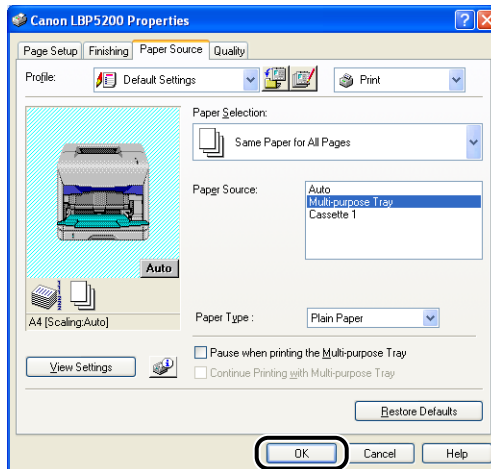 Canon LBP5200 Properties
Page Setup Finishing Paper Source Quality
Profile: Default Settings Print
Paper Selection:
Same Paper for All Pages
Paper Source: Auto
Multi-purpose Tray
Cassette 1
Auto
A4 [Scaling:Auto]
Paper Type : Plain Paper
View Settings
Pause when printing the Multi-purpose Tray
Continue Printing with Multi-purpose Tray
Restore Defaults
OK Cancel Help